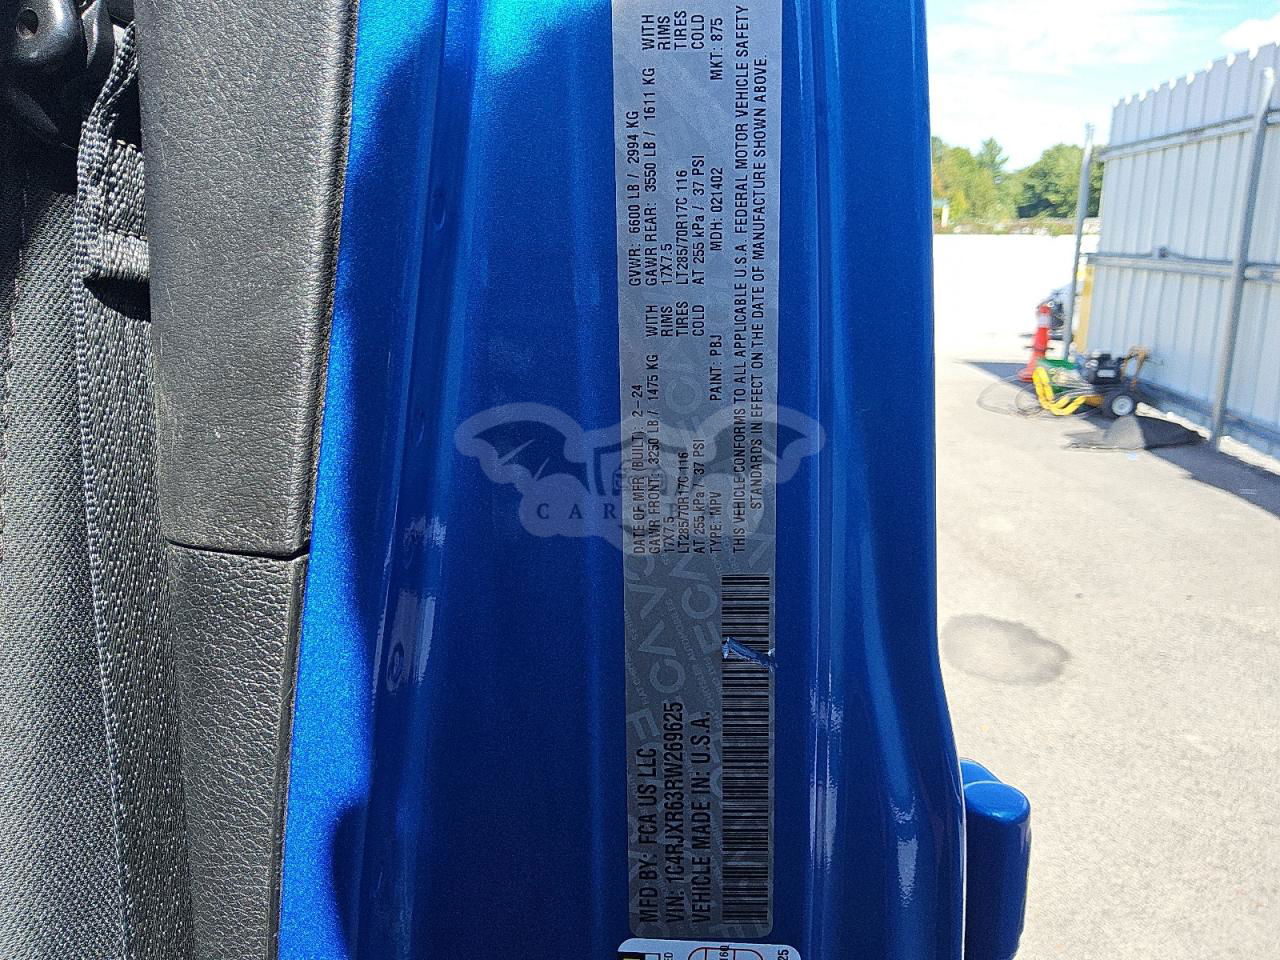 MFD BY: FCA US LLC
DATE OF MFR (BUILT): 2-24
GVWR: 6600 LB / 2994 KG
VIN: 1C4RJXR63RW269625
GAWR FRONT: 3250 LB / 1475 KG WITH
GAWR REAR: 3550 LB / 1611 KG WITH
VEHICLE MADE IN: U.S.A.
17X7.5 RIMS
17X7.5 RIMS
LT285/70R17C 116 TIRES
LT285/70R17C 116 TIRES
AT 255 kPa / 37 PSI COLD
AT 255 kPa / 37 PSI COLD
TYPE: MPV PAINT: PBJ MDH: 021402 MKT: 875
THIS VEHICLE CONFORMS TO ALL APPLICABLE U.S.A. FEDERAL MOTOR VEHICLE SAFETY
STANDARDS IN EFFECT ON THE DATE OF MANUFACTURE SHOWN ABOVE.